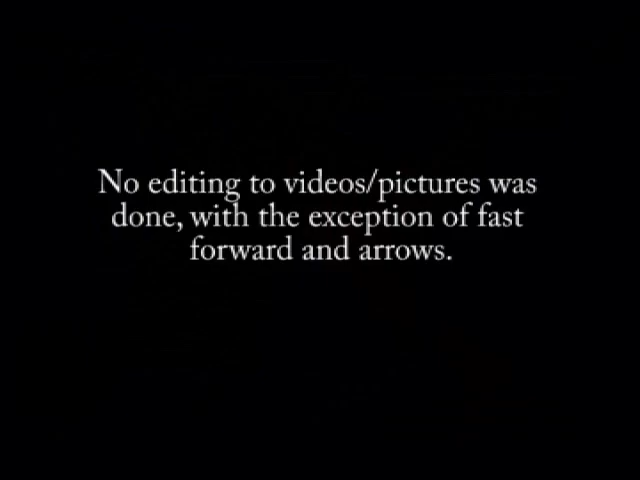 No editing to videos/pictures was
done, with the exception of fast
forward and arrows.